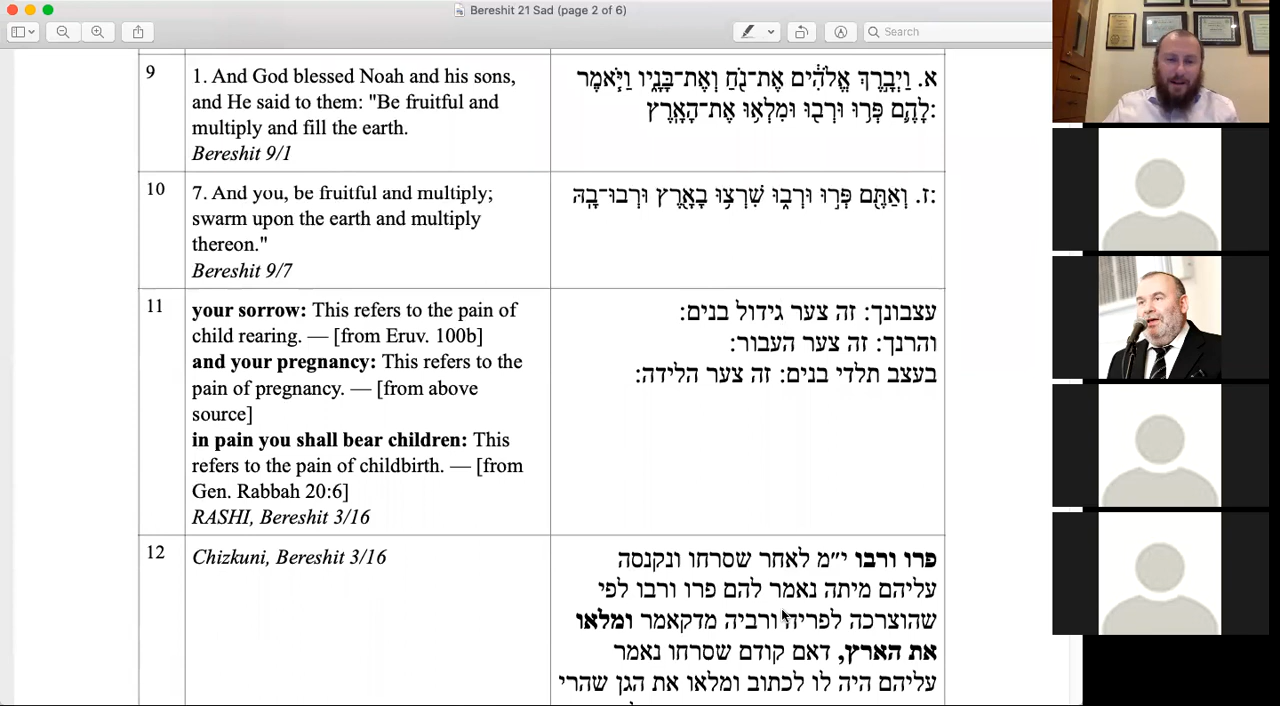 Bereshit 21 Sad (page 2 of 6)
Search
9
1. And God blessed Noah and his sons,
and He said to them: "Be fruitful and
multiply and fill the earth.
Bereshit 9/1
א. וַיְבָ֣רֶךְ אֱלֹהִ֔ים אֶת־נֹ֖חַ וְאֶת־בָּנָ֑יו וַיֹּ֧אמֶר
לָהֶ֛ם פְּר֥וּ וּרְב֖וּ וּמִלְא֥וּ אֶת־הָאָֽרֶץ:
10
7. And you, be fruitful and multiply;
swarm upon the earth and multiply
thereon."
Bereshit 9/7
ז. וְאַתֶּ֖ם פְּר֣וּ וּרְב֑וּ שִׁרְצ֥וּ בָאָ֖רֶץ וּרְבוּ־בָֽהּ:
11
your sorrow: This refers to the pain of
child rearing. — [from Eruv. 100b]
and your pregnancy: This refers to the
pain of pregnancy. — [from above
source]
in pain you shall bear children: This
refers to the pain of childbirth. — [from
Gen. Rabbah 20:6]
RASHI, Bereshit 3/16
עצבונך: זה צער גידול בנים:
והרנך: זה צער העבור:
בעצב תלדי בנים: זה צער הלידה:
12
Chizkuni, Bereshit 3/16
פרו ורבו י״מ לאחר שסרחו ונקנסה
עליהם מיתה נאמר להם פרו ורבו לפי
שהוצרכה לפריה ורביה מדקאמר ומלאו
את הארץ, דאם קודם שסרחו נאמר
עליהם היה לו לכתוב ומלאו את הגן שהרי